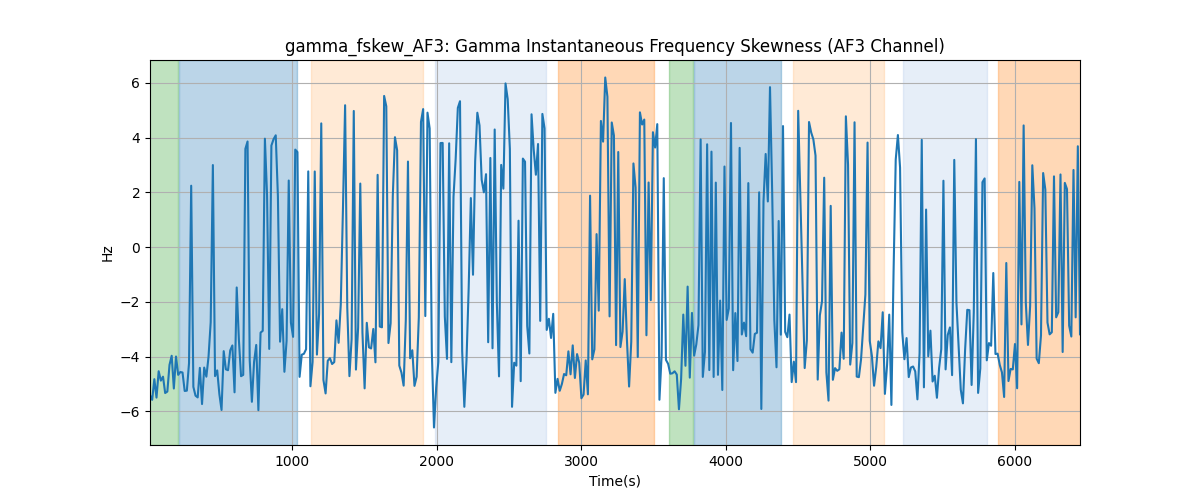 gamma_fskew_AF3: Gamma Instantaneous Frequency Skewness (AF3 Channel)
6
4
2
0
−2
−4
−6
Hz
1000 2000 3000 4000 5000 6000
Time(s)